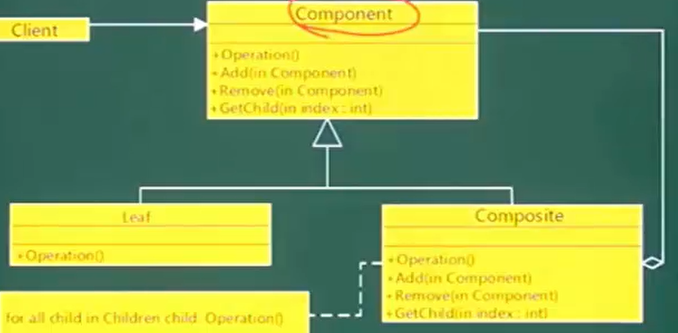 Component
Client
+Operation()
+Add(in Component)
+Remove(in Component)
+GetChild(in index : int)
Leaf
+Operation()
Composite
+Operation()
+Add(in Component)
+Remove(in Component)
+GetChild(in index : int)
for all child in Children child. Operation()